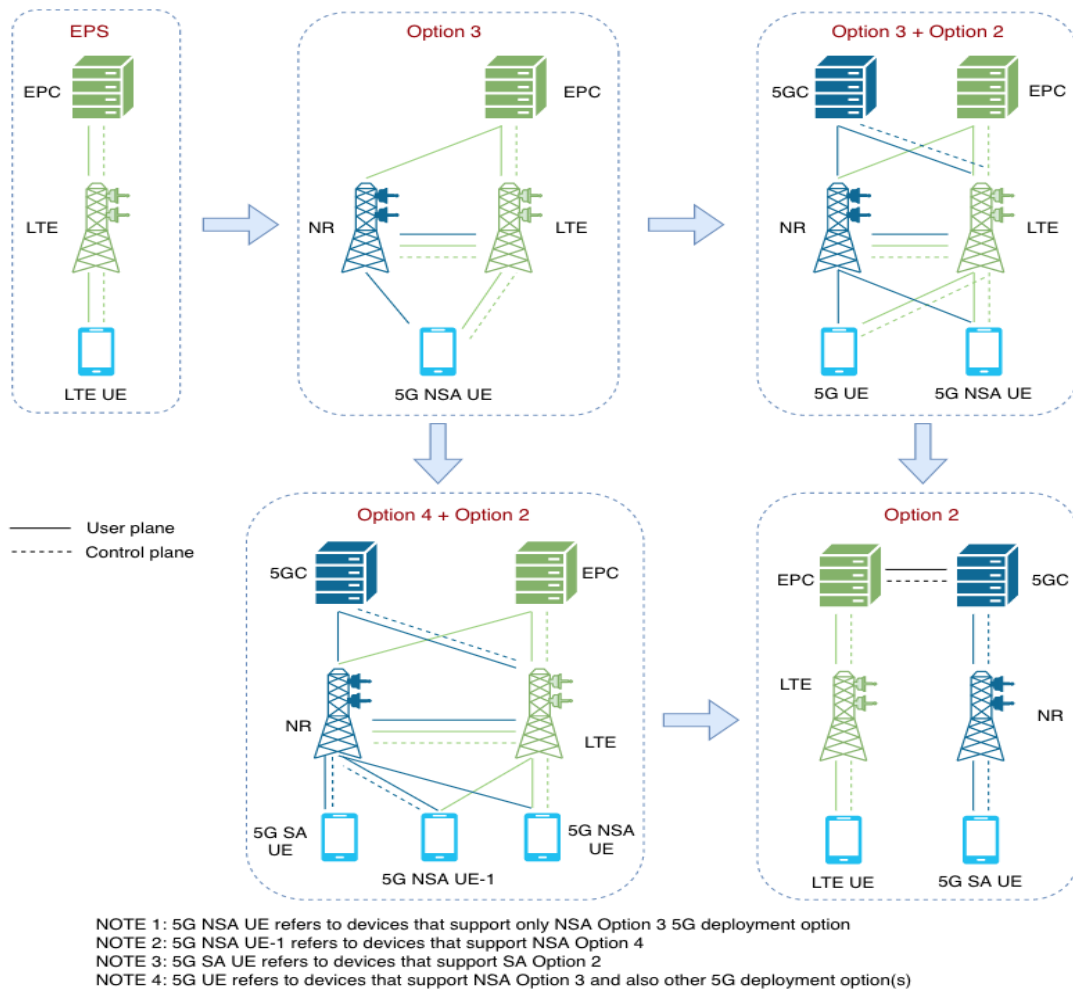 EPS
EPC
LTE
LTE UE
Option 3
EPC
NR
LTE
5G NSA UE
Option 3 + Option 2
5GC
EPC
NR
LTE
5G UE
5G NSA UE
User plane
Control plane
Option 4 + Option 2
5GC
EPC
NR
LTE
5G SA
UE
5G NSA UE-1
5G NSA
UE
Option 2
EPC
5GC
LTE
NR
LTE UE
5G SA UE
NOTE 1: 5G NSA UE refers to devices that support only NSA Option 3 5G deployment option
NOTE 2: 5G NSA UE-1 refers to devices that support NSA Option 4
NOTE 3: 5G SA UE refers to devices that support SA Option 2
NOTE 4: 5G UE refers to devices that support NSA Option 3 and also other 5G deployment option(s)